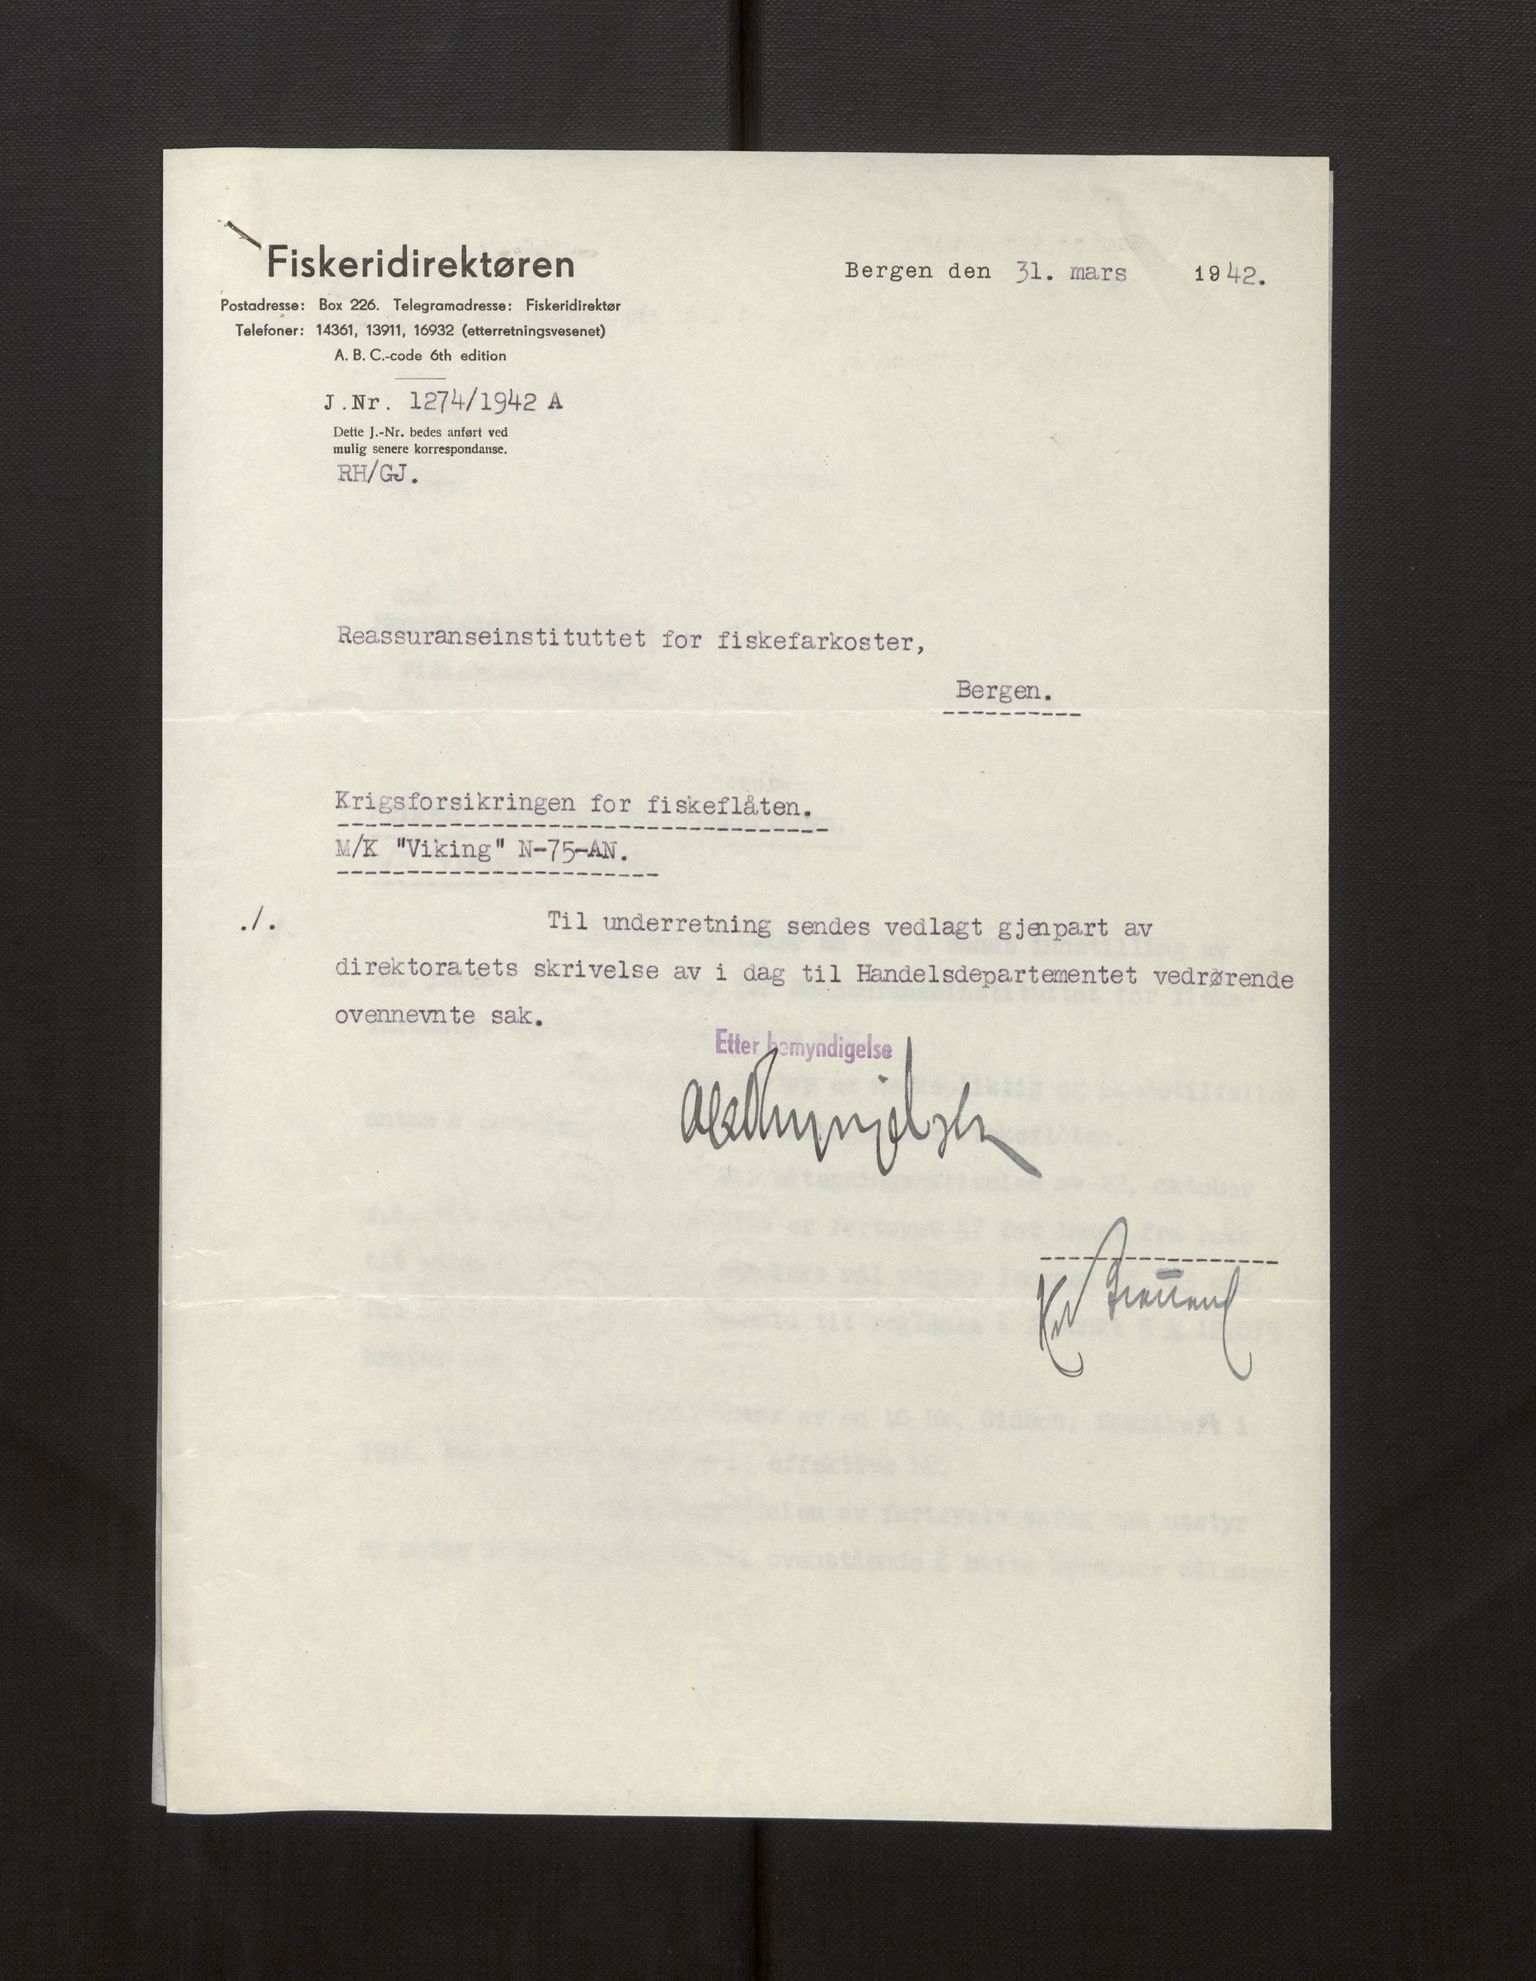 Fiskeridirektøren
Bergen den 31. mars 1942.
Postadresse: Box 226. Telegramadresse: Fiskeridirektør
Telefoner: 14361, 13911, 16932 (etterretningsvesenet)
A. B. C.-code 6th edition
J.Nr. 1274/1942 A
Dette J.-Nr. bedes anført ved
mulig senere korrespondanse.
RH/GJ.
Reassuranseinstituttet for fiskefarkoster,
Bergen.
Krigsforsikringen for fiskeflåten.
M/K "Viking" N-75-AN.
./. Til underretning sendes vedlagt gjenpart av
direktoratets skrivelse av i dag til Handelsdepartementet vedrørende
ovennevnte sak.
Etter bemyndigelse